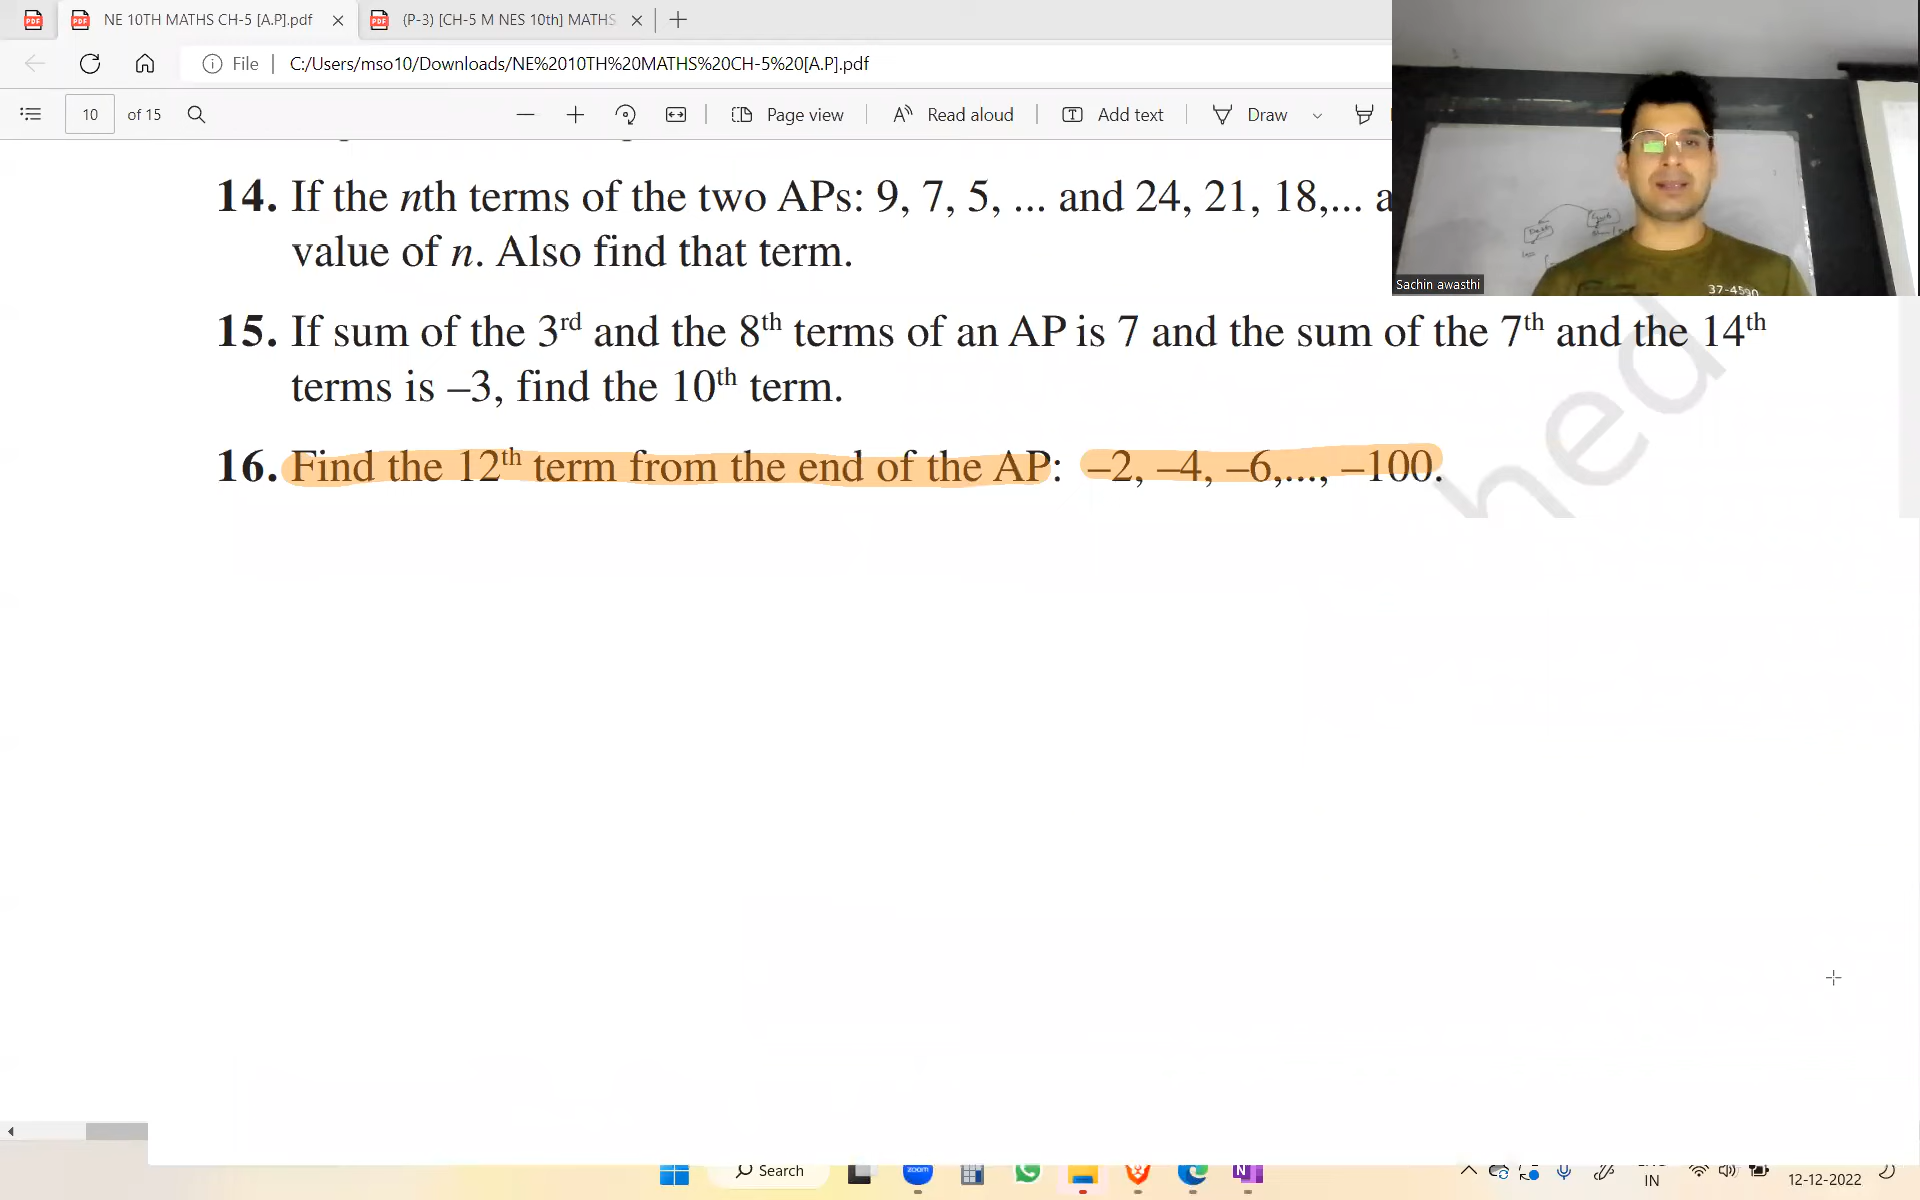 NE 10TH MATHS CH-5 [A.P].pdf
(P-3) [CH-5 M NES 10th] MATHS
File
C:/Users/mso10/Downloads/NE%2010TH%20MATHS%20CH-5%20[A.P].pdf
10 of 15
Page view
Read aloud
Add text
Draw
14. If the nth terms of the two APs: 9, 7, 5, ... and 24, 21, 18,... a
value of n. Also find that term.
Sachin awasthi
37-4590
15. If sum of the 3rd and the 8th terms of an AP is 7 and the sum of the 7th and the 14th
terms is –3, find the 10th term.
16. Find the 12th term from the end of the AP: –2, –4, –6,..., –100.
hed
Search
zoom
IN
12-12-2022